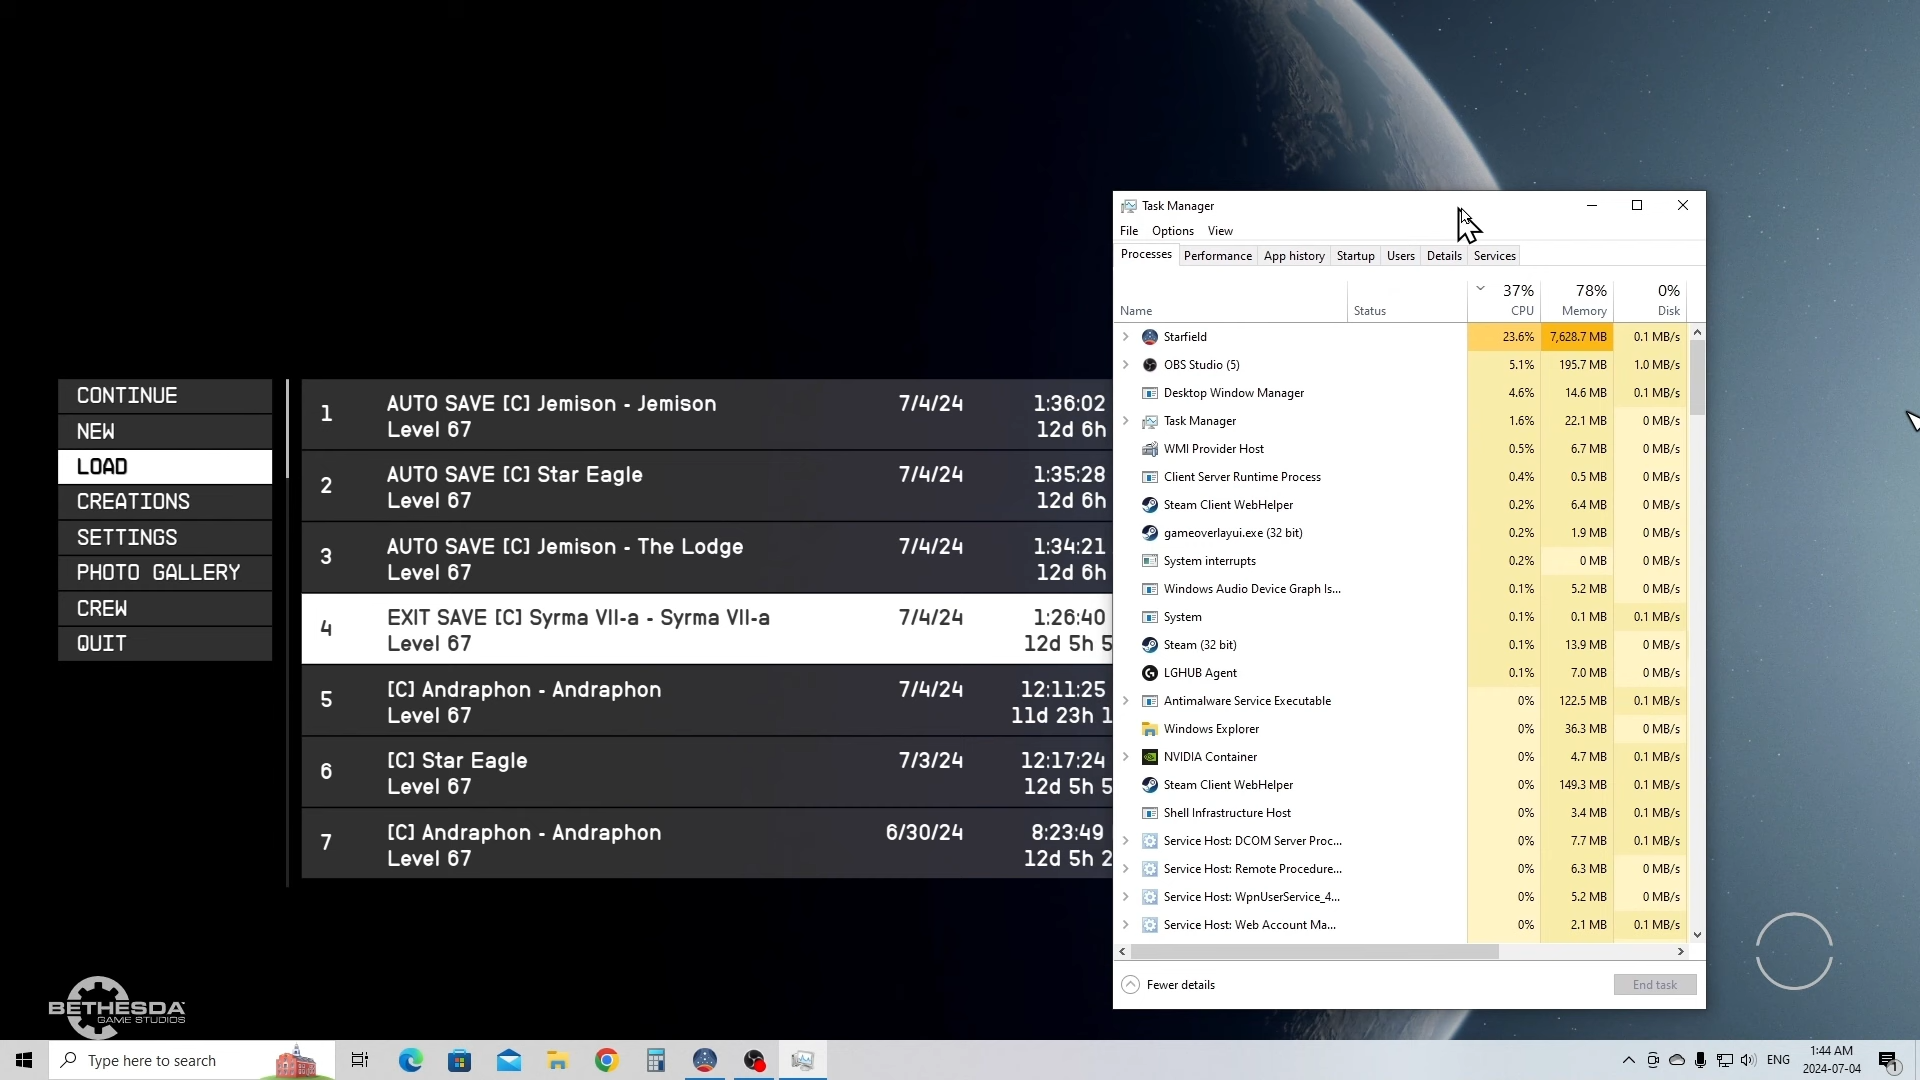 CONTINUE
NEW
LOAD
CREATIONS
SETTINGS
PHOTO GALLERY
CREW
QUIT
1
AUTO SAVE [C] Jemison - Jemison
7/4/24
1:36:02
Level 67
12d 6h
2
AUTO SAVE [C] Star Eagle
7/4/24
1:35:28
Level 67
12d 6h
3
AUTO SAVE [C] Jemison - The Lodge
7/4/24
1:34:21
Level 67
12d 6h
4
EXIT SAVE [C] Syrma VII-a - Syrma VII-a
7/4/24
1:26:40
Level 67
12d 5h 5
5
[C] Andraphon - Andraphon
7/4/24
12:11:25
Level 67
11d 23h 1
6
[C] Star Eagle
7/3/24
12:17:24
Level 67
12d 5h 5
7
[C] Andraphon - Andraphon
6/30/24
8:23:49
Level 67
12d 5h 2
BETHESDA
GAME STUDIOS
Task Manager
File Options View
Processes Performance App history Startup Users Details Services
37% 78% 0%
Name Status CPU Memory Disk
Starfield 23.6% 7,628.7 MB 0.1 MB/s
OBS Studio (5) 5.1% 195.7 MB 1.0 MB/s
Desktop Window Manager 4.6% 14.6 MB 0.1 MB/s
Task Manager 1.6% 22.1 MB 0 MB/s
WMI Provider Host 0.5% 6.7 MB 0 MB/s
Client Server Runtime Process 0.4% 0.5 MB 0 MB/s
Steam Client WebHelper 0.2% 6.4 MB 0 MB/s
gameoverlayui.exe (32 bit) 0.2% 1.9 MB 0 MB/s
System interrupts 0.2% 0 MB 0 MB/s
Windows Audio Device Graph Is... 0.1% 5.2 MB 0 MB/s
System 0.1% 0.1 MB 0.1 MB/s
Steam (32 bit) 0.1% 13.9 MB 0 MB/s
LGHUB Agent 0.1% 7.0 MB 0 MB/s
Antimalware Service Executable 0% 122.5 MB 0.1 MB/s
Windows Explorer 0% 36.3 MB 0 MB/s
NVIDIA Container 0% 4.7 MB 0.1 MB/s
Steam Client WebHelper 0% 149.3 MB 0.1 MB/s
Shell Infrastructure Host 0% 3.4 MB 0 MB/s
Service Host: DCOM Server Proc... 0% 7.7 MB 0.1 MB/s
Service Host: Remote Procedure... 0% 6.3 MB 0 MB/s
Service Host: WpnUserService_4... 0% 5.2 MB 0 MB/s
Service Host: Web Account Ma... 0% 2.1 MB 0.1 MB/s
Fewer details
End task
Type here to search
ENG
1:44 AM
2024-07-04
1